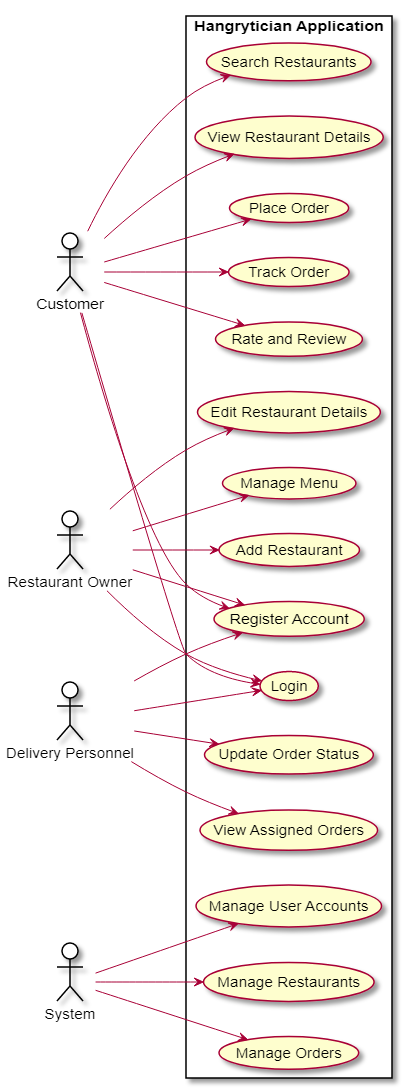 Hangrytician Application
Search Restaurants
View Restaurant Details
Place Order
Track Order
Customer
Rate and Review
Edit Restaurant Details
Manage Menu
Add Restaurant
Restaurant Owner
Register Account
Login
Delivery Personnel
Update Order Status
View Assigned Orders
Manage User Accounts
Manage Restaurants
System
Manage Orders